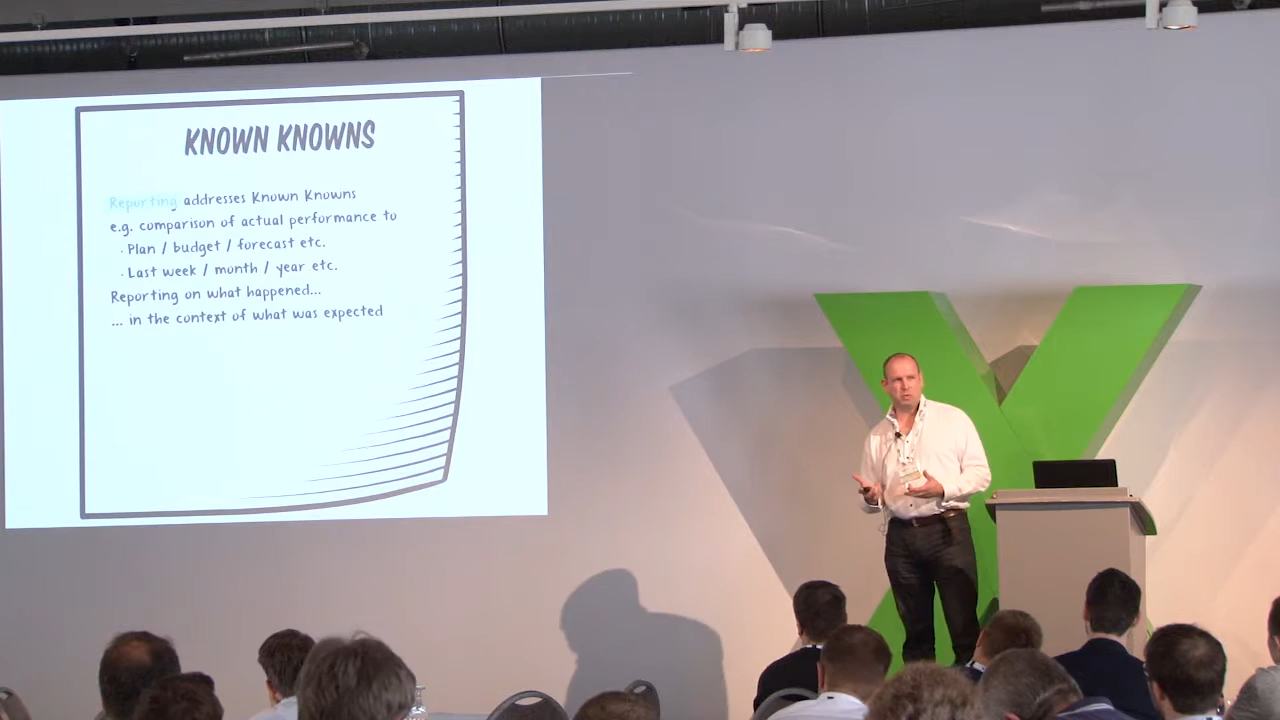 KNOWN KNOWNS
Reporting addresses Known Knowns
e.g. comparison of actual performance to
· Plan / budget / forecast etc.
· Last week / month / year etc.
Reporting on what happened...
... in the context of what was expected